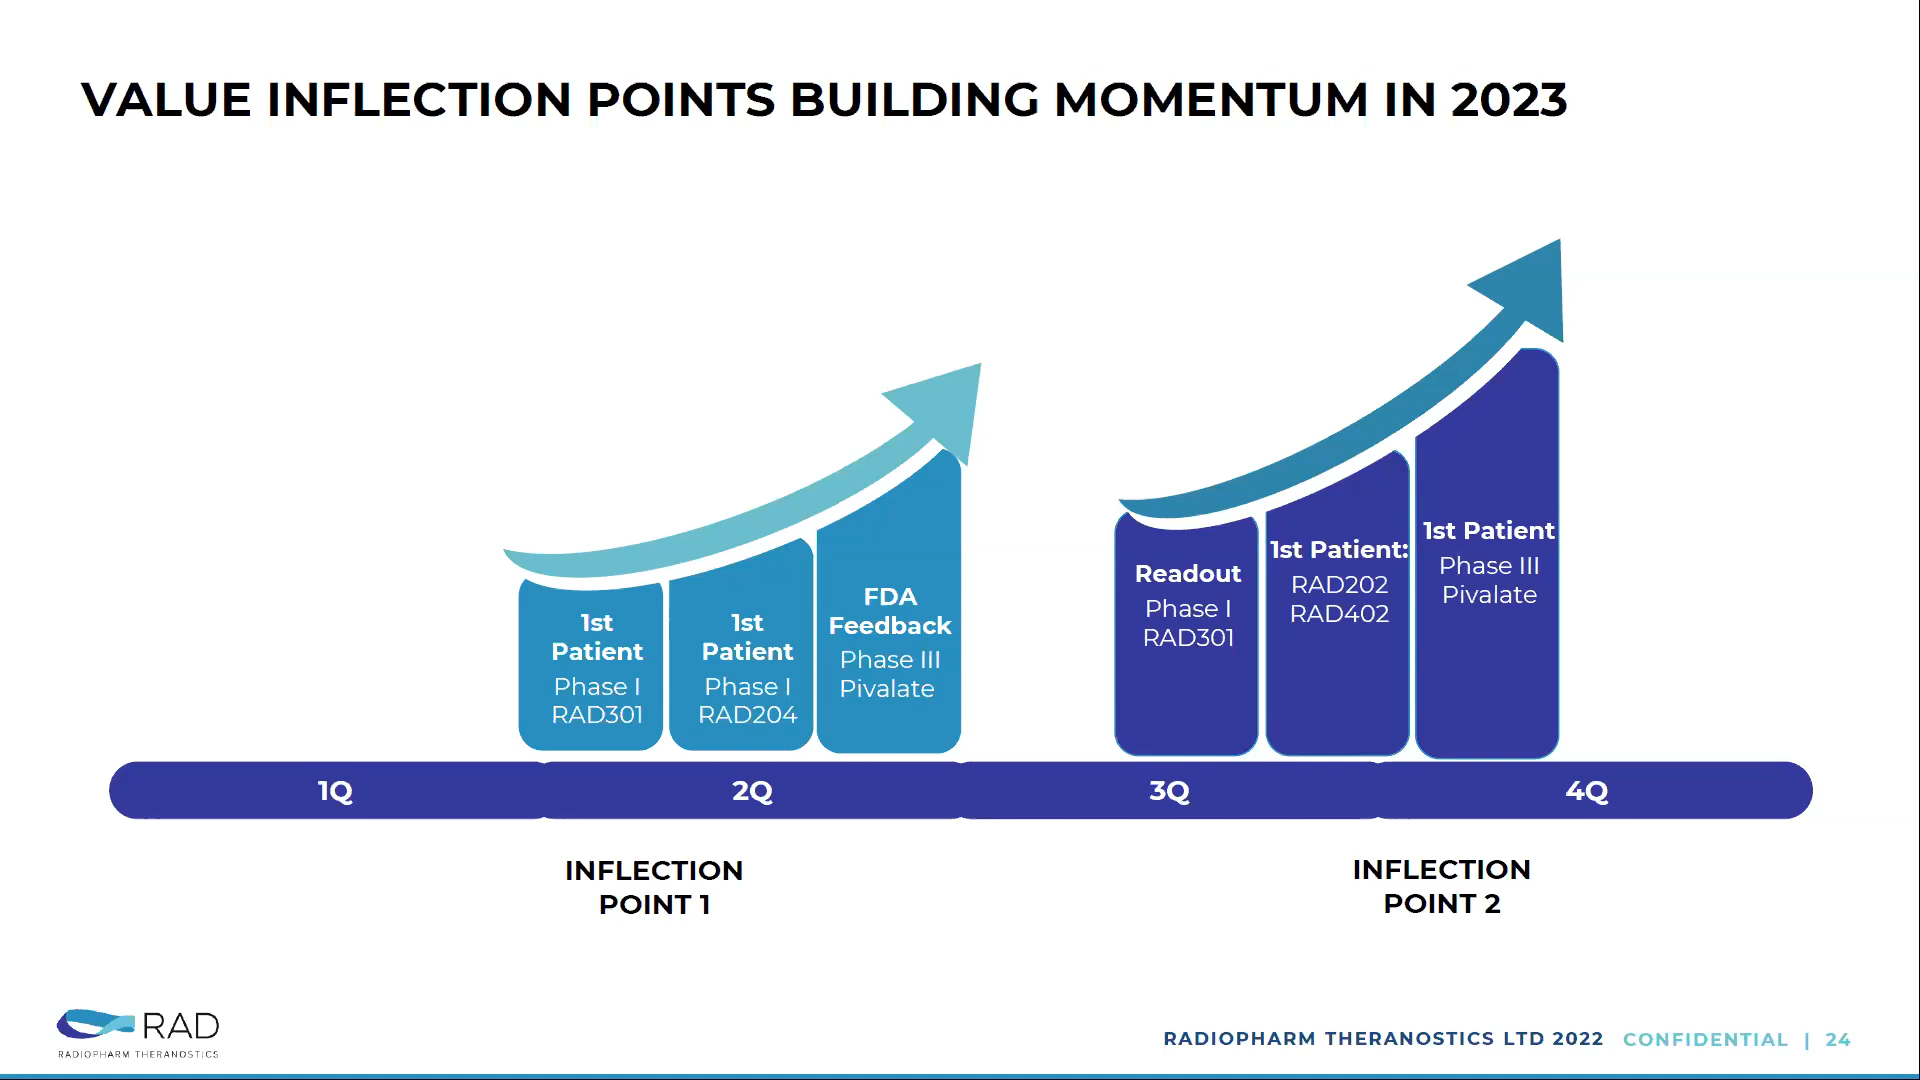 VALUE INFLECTION POINTS BUILDING MOMENTUM IN 2023
1st
Patient
Phase I
RAD301
1st
Patient
Phase I
RAD204
FDA
Feedback
Phase III
Pivalate
Readout
Phase I
RAD301
1st Patient:
RAD202
RAD402
1st Patient
Phase III
Pivalate
1Q
2Q
3Q
4Q
INFLECTION
POINT 1
INFLECTION
POINT 2
RAD
RADIOPHARM THERANOSTICS
RADIOPHARM THERANOSTICS LTD 2022 CONFIDENTIAL | 24